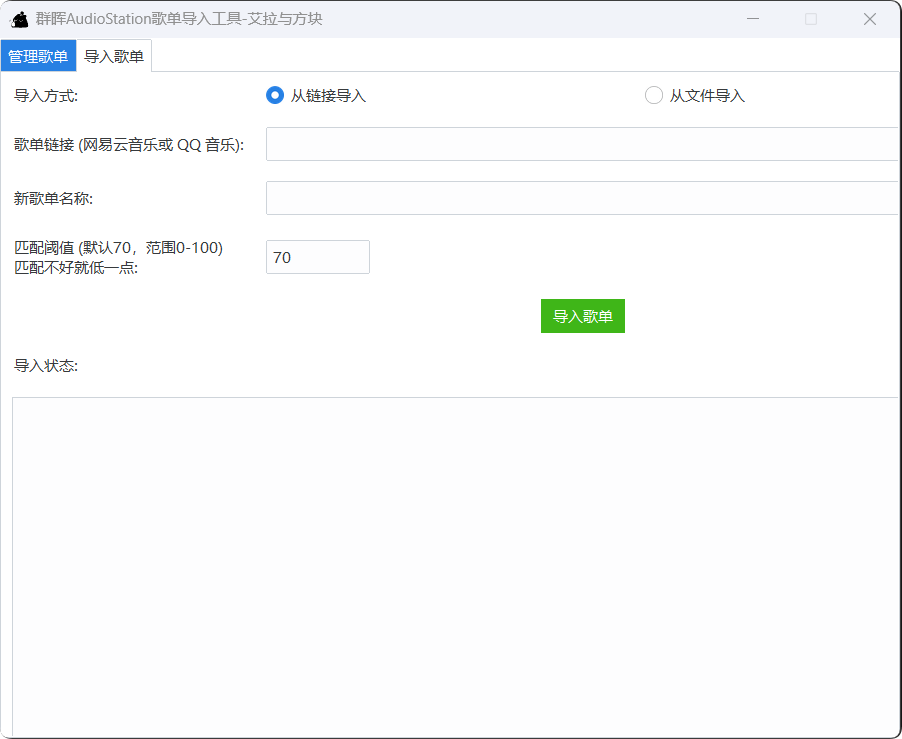 群晖AudioStation歌单导入工具-艾拉与方块
管理歌单 导入歌单
导入方式: 从链接导入 从文件导入
歌单链接 (网易云音乐或 QQ 音乐):
新歌单名称:
匹配阈值 (默认70，范围0-100)
匹配不好就低一点:
70
导入歌单
导入状态: